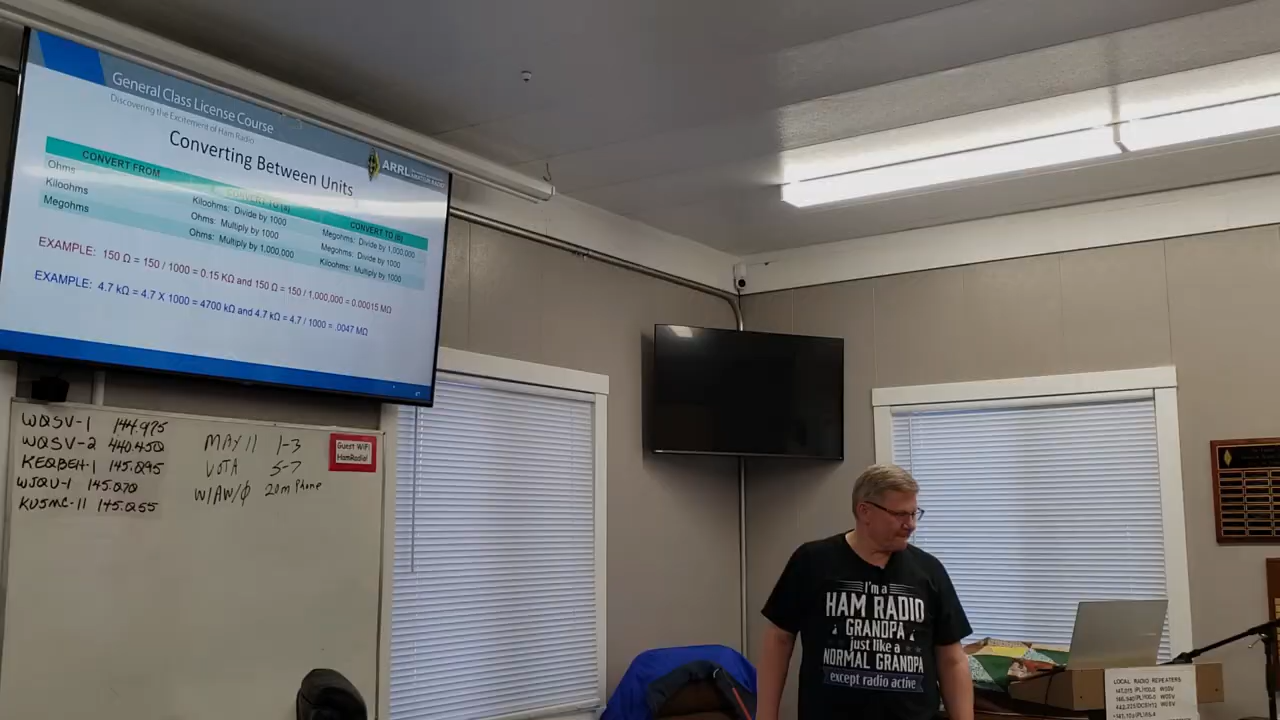 General Class License Course
Discovering the Excitement of Ham Radio
ARRL
Converting Between Units
CONVERT FROM CONVERT TO (A) CONVERT TO (B)
Ohms Kiloohms: Divide by 1000 Megohms: Divide by 1,000,000
Kiloohms Ohms: Multiply by 1000 Megohms: Divide by 1000
Megohms Ohms: Multiply by 1,000,000 Kiloohms: Multiply by 1000
EXAMPLE: 150 Ω = 150 / 1000 = 0.15 KΩ and 150 Ω = 150 / 1,000,000 = 0.00015 MΩ
EXAMPLE: 4.7 kΩ = 4.7 X 1000 = 4700 kΩ and 4.7 kΩ = 4.7 / 1000 = .0047 MΩ
47
WQSV-1 144.975
WQSV-2 440.450
KEQBEH-1 145.095
WJQU-1 145.070
KUSMC-11 145.055
MAY 11 1-3
VOTA 5-7
W1AW/Ø 20m Phone
Guest WiFi
HamRadio!
I'm a
HAM RADIO
GRANDPA
just like a
NORMAL GRANDPA
except radio active
LOCAL RADIO REPEATERS